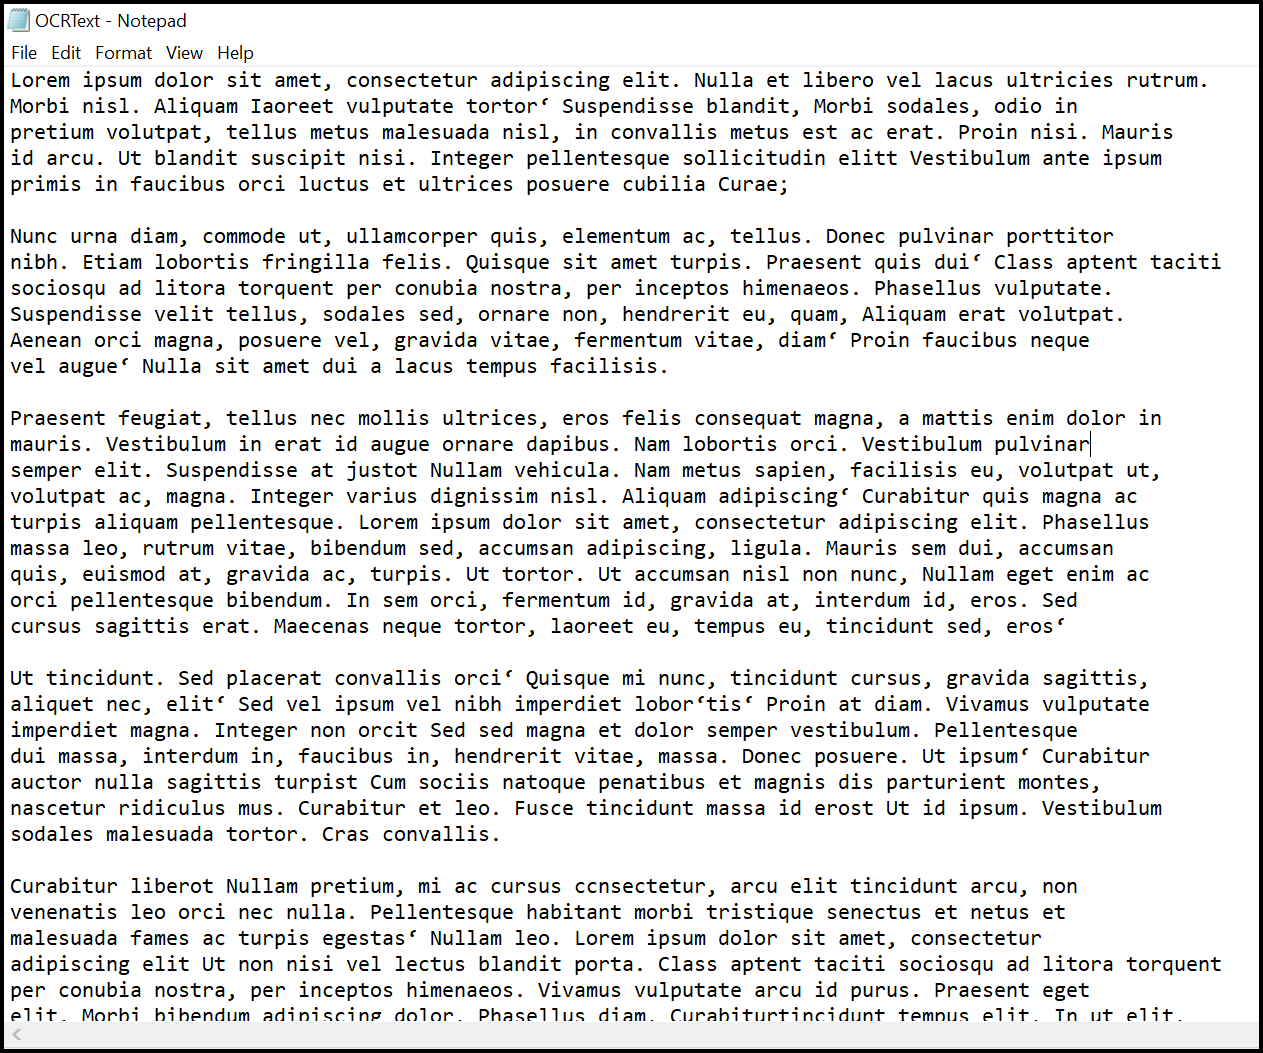 OCRText - Notepad
File Edit Format View Help
Lorem ipsum dolor sit amet, consectetur adipiscing elit. Nulla et libero vel lacus ultricies rutrum.
Morbi nisl. Aliquam Iaoreet vulputate tortor‘ Suspendisse blandit, Morbi sodales, odio in
pretium volutpat, tellus metus malesuada nisl, in convallis metus est ac erat. Proin nisi. Mauris
id arcu. Ut blandit suscipit nisi. Integer pellentesque sollicitudin elitt Vestibulum ante ipsum
primis in faucibus orci luctus et ultrices posuere cubilia Curae;

Nunc urna diam, commode ut, ullamcorper quis, elementum ac, tellus. Donec pulvinar porttitor
nibh. Etiam lobortis fringilla felis. Quisque sit amet turpis. Praesent quis dui‘ Class aptent taciti
sociosqu ad litora torquent per conubia nostra, per inceptos himenaeos. Phasellus vulputate.
Suspendisse velit tellus, sodales sed, ornare non, hendrerit eu, quam, Aliquam erat volutpat.
Aenean orci magna, posuere vel, gravida vitae, fermentum vitae, diam‘ Proin faucibus neque
vel augue‘ Nulla sit amet dui a lacus tempus facilisis.

Praesent feugiat, tellus nec mollis ultrices, eros felis consequat magna, a mattis enim dolor in
mauris. Vestibulum in erat id augue ornare dapibus. Nam lobortis orci. Vestibulum pulvinar
semper elit. Suspendisse at justot Nullam vehicula. Nam metus sapien, facilisis eu, volutpat ut,
volutpat ac, magna. Integer varius dignissim nisl. Aliquam adipiscing‘ Curabitur quis magna ac
turpis aliquam pellentesque. Lorem ipsum dolor sit amet, consectetur adipiscing elit. Phasellus
massa leo, rutrum vitae, bibendum sed, accumsan adipiscing, ligula. Mauris sem dui, accumsan
quis, euismod at, gravida ac, turpis. Ut tortor. Ut accumsan nisl non nunc, Nullam eget enim ac
orci pellentesque bibendum. In sem orci, fermentum id, gravida at, interdum id, eros. Sed
cursus sagittis erat. Maecenas neque tortor, laoreet eu, tempus eu, tincidunt sed, eros‘

Ut tincidunt. Sed placerat convallis orci‘ Quisque mi nunc, tincidunt cursus, gravida sagittis,
aliquet nec, elit‘ Sed vel ipsum vel nibh imperdiet lobor‘tis‘ Proin at diam. Vivamus vulputate
imperdiet magna. Integer non orcit Sed sed magna et dolor semper vestibulum. Pellentesque
dui massa, interdum in, faucibus in, hendrerit vitae, massa. Donec posuere. Ut ipsum‘ Curabitur
auctor nulla sagittis turpist Cum sociis natoque penatibus et magnis dis parturient montes,
nascetur ridiculus mus. Curabitur et leo. Fusce tincidunt massa id erost Ut id ipsum. Vestibulum
sodales malesuada tortor. Cras convallis.

Curabitur liberot Nullam pretium, mi ac cursus ccnsectetur, arcu elit tincidunt arcu, non
venenatis leo orci nec nulla. Pellentesque habitant morbi tristique senectus et netus et
malesuada fames ac turpis egestas‘ Nullam leo. Lorem ipsum dolor sit amet, consectetur
adipiscing elit Ut non nisi vel lectus blandit porta. Class aptent taciti sociosqu ad litora torquent
per conubia nostra, per inceptos himenaeos. Vivamus vulputate arcu id purus. Praesent eget
elit. Morbi bibendum adipiscing dolor. Phasellus diam. Curabiturtincidunt tempus elit. In ut elit.